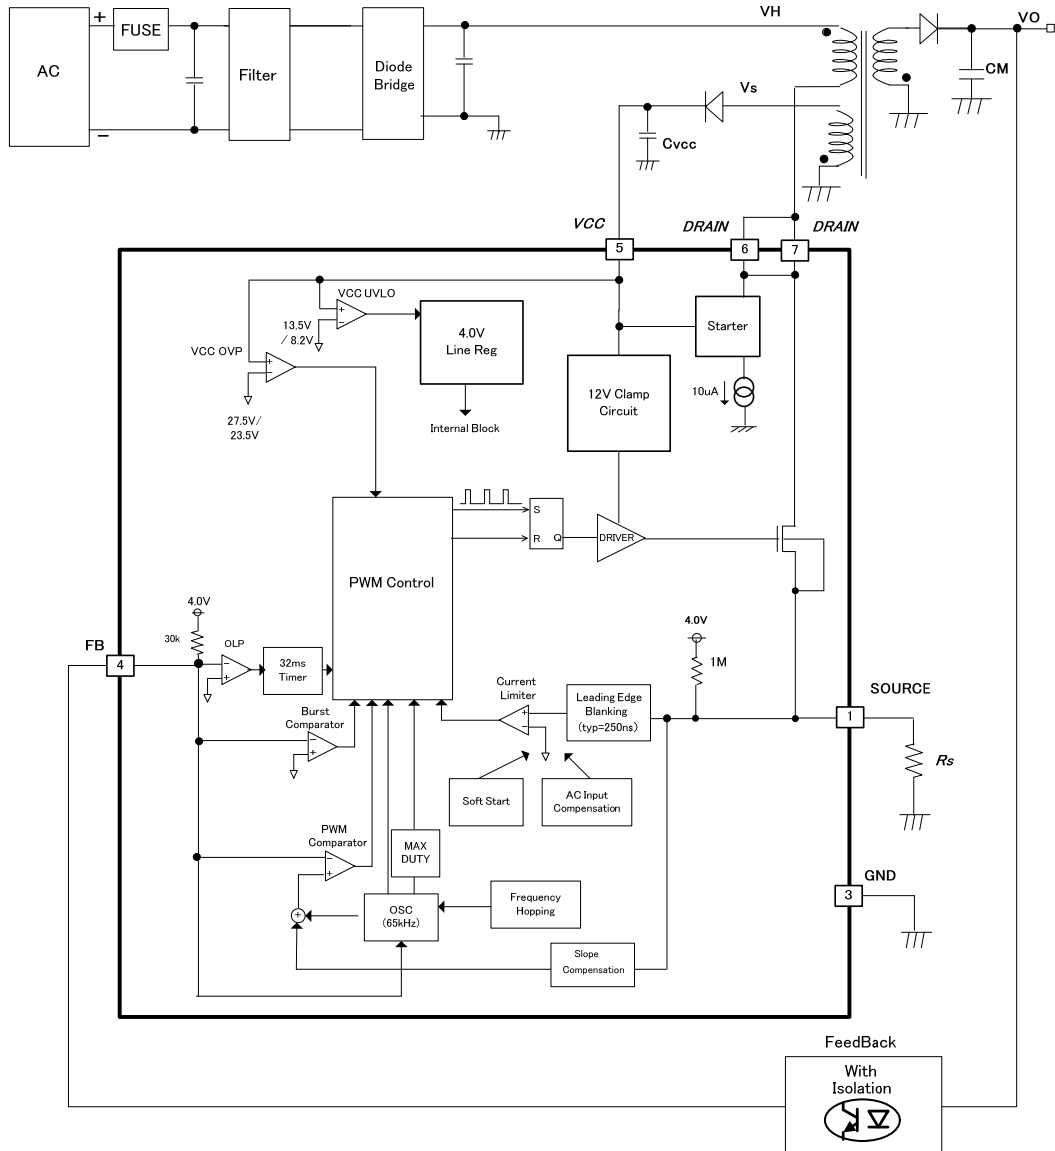 VH
VO
+
FUSE
AC
Filter
Diode
Bridge
CM
Vs
Cvcc
−
VCC
DRAIN
DRAIN
5
6
7
VCC UVLO
+
−
13.5V
/ 8.2V
4.0V
Line Reg
Starter
VCC OVP
+
−
12V Clamp
Circuit
10uA
27.5V/
23.5V
Internal Block
S
R
Q
DRIVER
PWM Control
4.0V
30k
4.0V
FB
4
OLP
−
+
32ms
Timer
1M
Current
Limiter
+
−
Leading Edge
Blanking
(typ=250ns)
SOURCE
1
Burst
Comparator
−
+
Rs
Soft Start
AC Input
Compensation
PWM
Comparator
−
+
MAX
DUTY
GND
3
+
OSC
(65kHz)
Frequency
Hopping
Slope
Compensation
FeedBack
With
Isolation